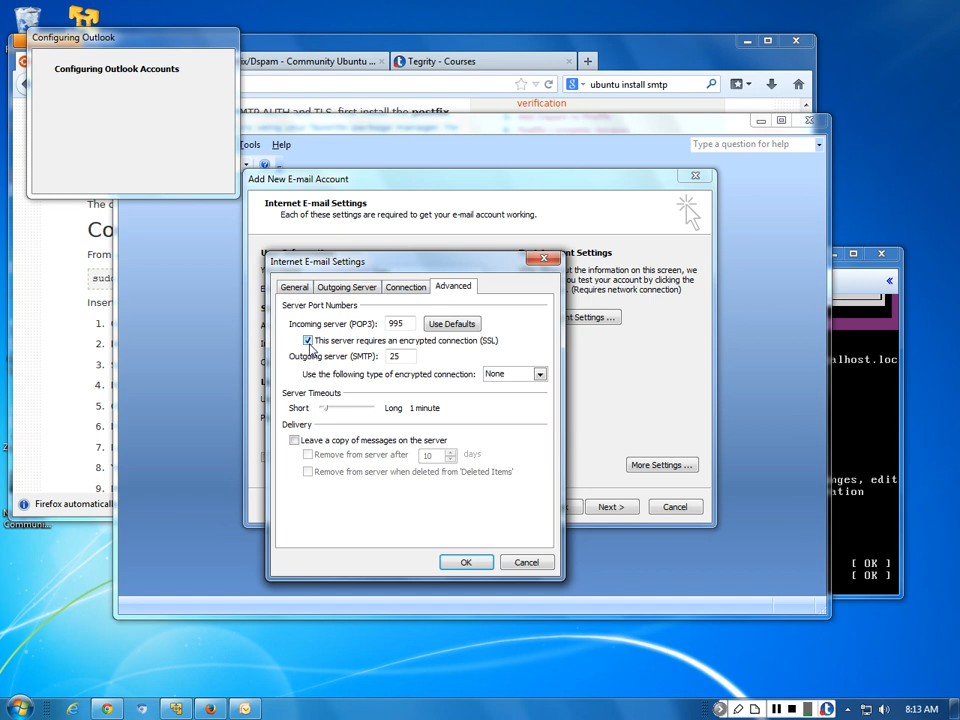 Configuring Outlook
Configuring Outlook Accounts
ix/Dspam - Community Ubuntu ...
Tegrity - Courses
ubuntu install smtp
verification
SMTP AUTH and TLS, first install the postfix
Tools Help
Type a question for help
Add New E-mail Account
Internet E-mail Settings
Each of these settings are required to get your e-mail account working.
The c
Co
From
sudo
Inser
Internet E-mail Settings
General Outgoing Server Connection Advanced
Server Port Numbers
Incoming server (POP3): 995 Use Defaults
This server requires an encrypted connection (SSL)
Outgoing server (SMTP): 25
Use the following type of encrypted connection: None
Server Timeouts
Short Long 1 minute
Delivery
Leave a copy of messages on the server
Remove from server after 10 days
Remove from server when deleted from 'Deleted Items'
OK Cancel
ount Settings
ut the information on this screen, we
you test your account by clicking the
(Requires network connection)
nt Settings ...
More Settings ...
Next > Cancel
1.
2.
3.
4.
5.
6.
7.
8.
9.
Firefox automaticall
Communi...
alhost.loc
nges, edit
ation
[ OK ]
[ OK ]
8:13 AM